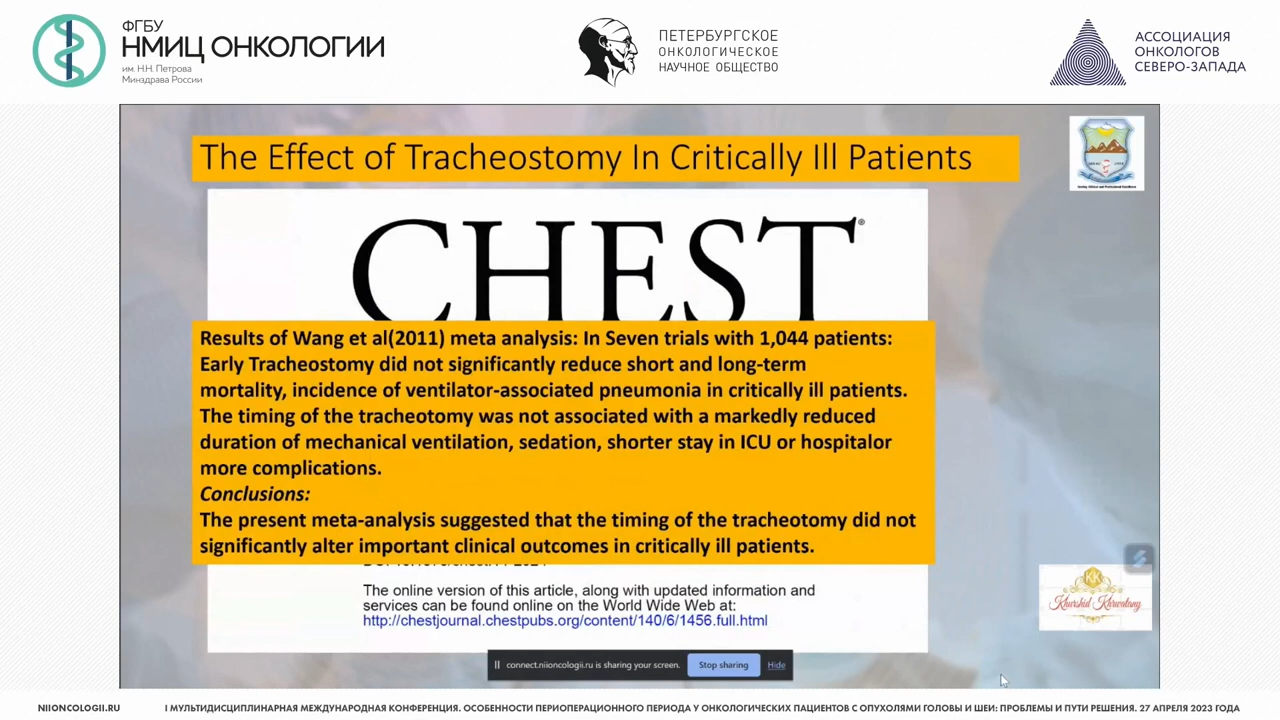 ФГБУ
НМИЦ ОНКОЛОГИИ
им. Н.Н. Петрова
Минздрава России
ПЕТЕРБУРГСКОЕ
ОНКОЛОГИЧЕСКОЕ
НАУЧНОЕ ОБЩЕСТВО
АССОЦИАЦИЯ
ОНКОЛОГОВ
СЕВЕРО-ЗАПАДА
The Effect of Tracheostomy In Critically Ill Patients
CHEST®
Results of Wang et al(2011) meta analysis: In Seven trials with 1,044 patients:
Early Tracheostomy did not significantly reduce short and long-term
mortality, incidence of ventilator-associated pneumonia in critically ill patients.
The timing of the tracheotomy was not associated with a markedly reduced
duration of mechanical ventilation, sedation, shorter stay in ICU or hospitalor
more complications.
Conclusions:
The present meta-analysis suggested that the timing of the tracheotomy did not
significantly alter important clinical outcomes in critically ill patients.
The online version of this article, along with updated information and
services can be found online on the World Wide Web at:
http://chestjournal.chestpubs.org/content/140/6/1456.full.html
KK
Khurshid Khrwatany
connect.niioncologii.ru is sharing your screen.
Stop sharing
Hide
NIIONCOLOGII.RU
I МУЛЬТИДИСЦИПЛИНАРНАЯ МЕЖДУНАРОДНАЯ КОНФЕРЕНЦИЯ. ОСОБЕННОСТИ ПЕРИОПЕРАЦИОННОГО ПЕРИОДА У ОНКОЛОГИЧЕСКИХ ПАЦИЕНТОВ С ОПУХОЛЯМИ ГОЛОВЫ И ШЕИ: ПРОБЛЕМЫ И ПУТИ РЕШЕНИЯ. 27 АПРЕЛЯ 2023 ГОДА